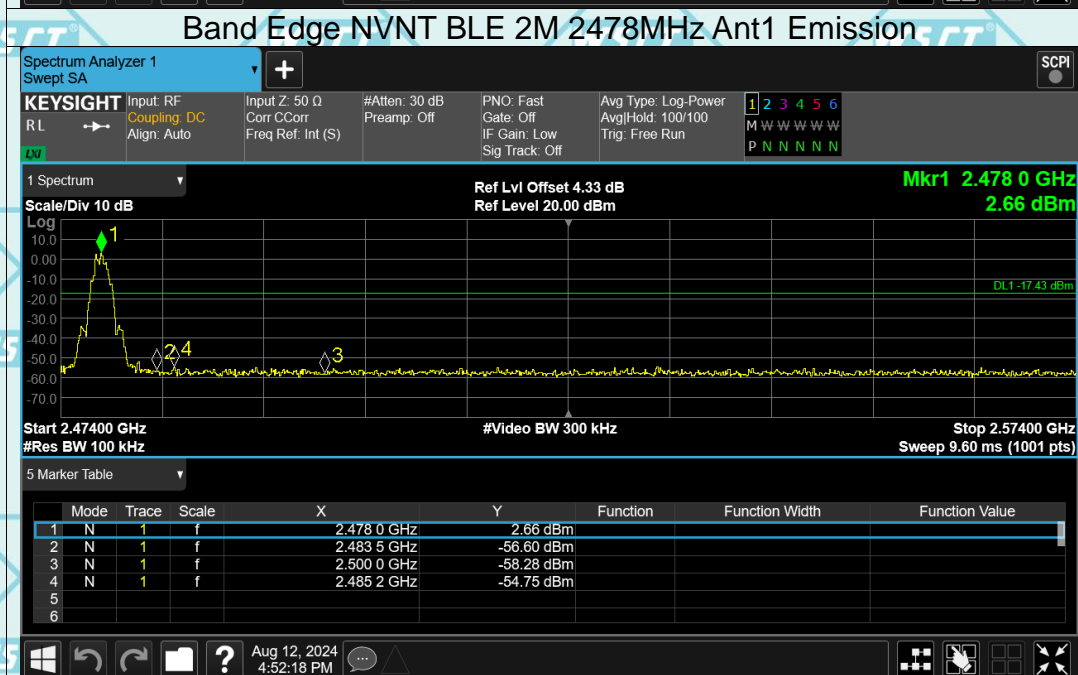 Band Edge NVNT BLE 2M 2478MHz Ant1 Emission
Spectrum Analyzer 1
Swept SA
+
SCPI
KEYSIGHT Input: RF Input Z: 50 Ω #Atten: 30 dB PNO: Fast Avg Type: Log-Power 1 2 3 4 5 6
R L Coupling: DC Corr CCorr Preamp: Off Gate: Off Avg|Hold: 100/100 M W W W W W
Align: Auto Freq Ref: Int (S) IF Gain: Low Trig: Free Run P N N N N N
LXI Sig Track: Off
1 Spectrum
Ref Lvl Offset 4.33 dB Mkr1 2.478 0 GHz
Scale/Div 10 dB Ref Level 20.00 dBm 2.66 dBm
Log
10.0
0.00
-10.0
-20.0
-30.0
-40.0
-50.0
-60.0
-70.0
1
DL1 -17.43 dBm
2 4 3
Start 2.47400 GHz #Video BW 300 kHz Stop 2.57400 GHz
#Res BW 100 kHz Sweep 9.60 ms (1001 pts)
5 Marker Table
Mode Trace Scale X Y Function Function Width Function Value
1 N 1 f 2.478 0 GHz 2.66 dBm
2 N 1 f 2.483 5 GHz -56.60 dBm
3 N 1 f 2.500 0 GHz -58.28 dBm
4 N 1 f 2.485 2 GHz -54.75 dBm
5
6
?
Aug 12, 2024
4:52:18 PM